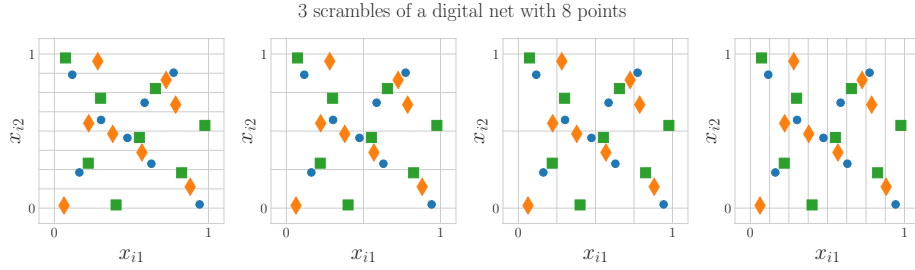 3 scrambles of a digital net with 8 points
1
0
x_{i2}
0 1
x_{i1}
1
0
x_{i2}
0 1
x_{i1}
1
0
x_{i2}
0 1
x_{i1}
1
0
x_{i2}
0 1
x_{i1}